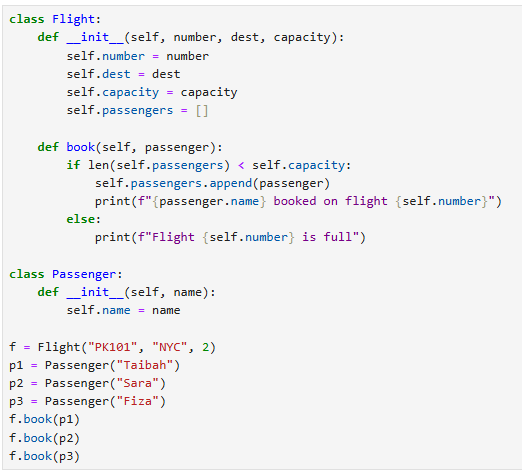 class Flight:
    def __init__(self, number, dest, capacity):
        self.number = number
        self.dest = dest
        self.capacity = capacity
        self.passengers = []

    def book(self, passenger):
        if len(self.passengers) < self.capacity:
            self.passengers.append(passenger)
            print(f"{passenger.name} booked on flight {self.number}")
        else:
            print(f"Flight {self.number} is full")

class Passenger:
    def __init__(self, name):
        self.name = name

f = Flight("PK101", "NYC", 2)
p1 = Passenger("Taibah")
p2 = Passenger("Sara")
p3 = Passenger("Fiza")
f.book(p1)
f.book(p2)
f.book(p3)